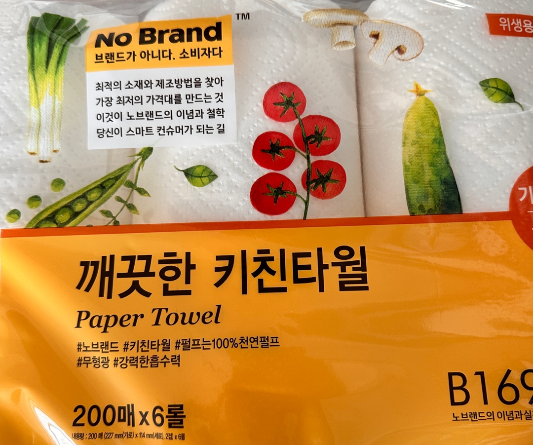 No Brand TM
브랜드가 아니다. 소비자다
최적의 소재와 제조방법을 찾아
가장 최저의 가격대를 만드는 것
이것이 노브랜드의 이념과 철학
당신이 스마트 컨슈머가 되는 길
위생용
가
깨끗한 키친타월
Paper Towel
#노브랜드 #키친타월 #펄프는100%천연펄프
#무형광 #강력한흡수력
B169
노브랜드의 이념과실
200매x6롤